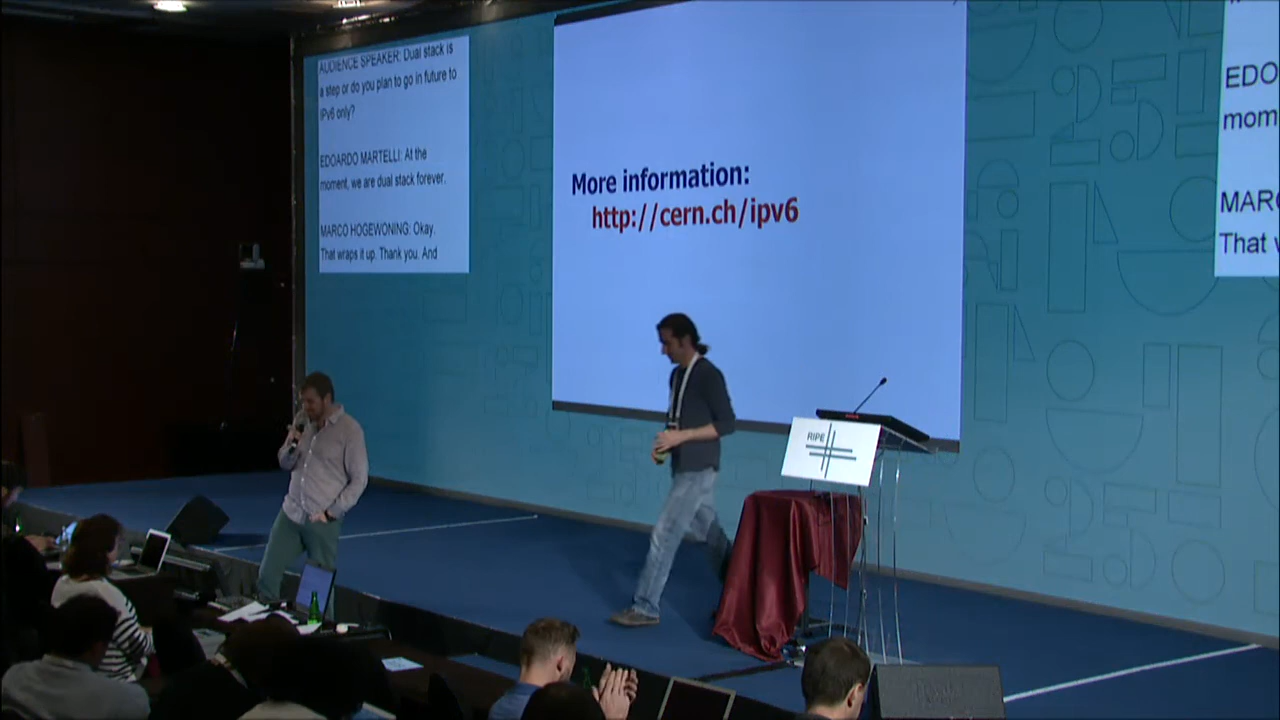 AUDIENCE SPEAKER: Dual stack is
a step or do you plan to go in future to
IPv6 only?
EDOARDO MARTELLI: At the
moment, we are dual stack forever.
MARCO HOGEWONING: Okay.
That wraps it up. Thank you. And
More information:
http://cern.ch/ipv6
RIPE
EDO
mom
MARC
That w